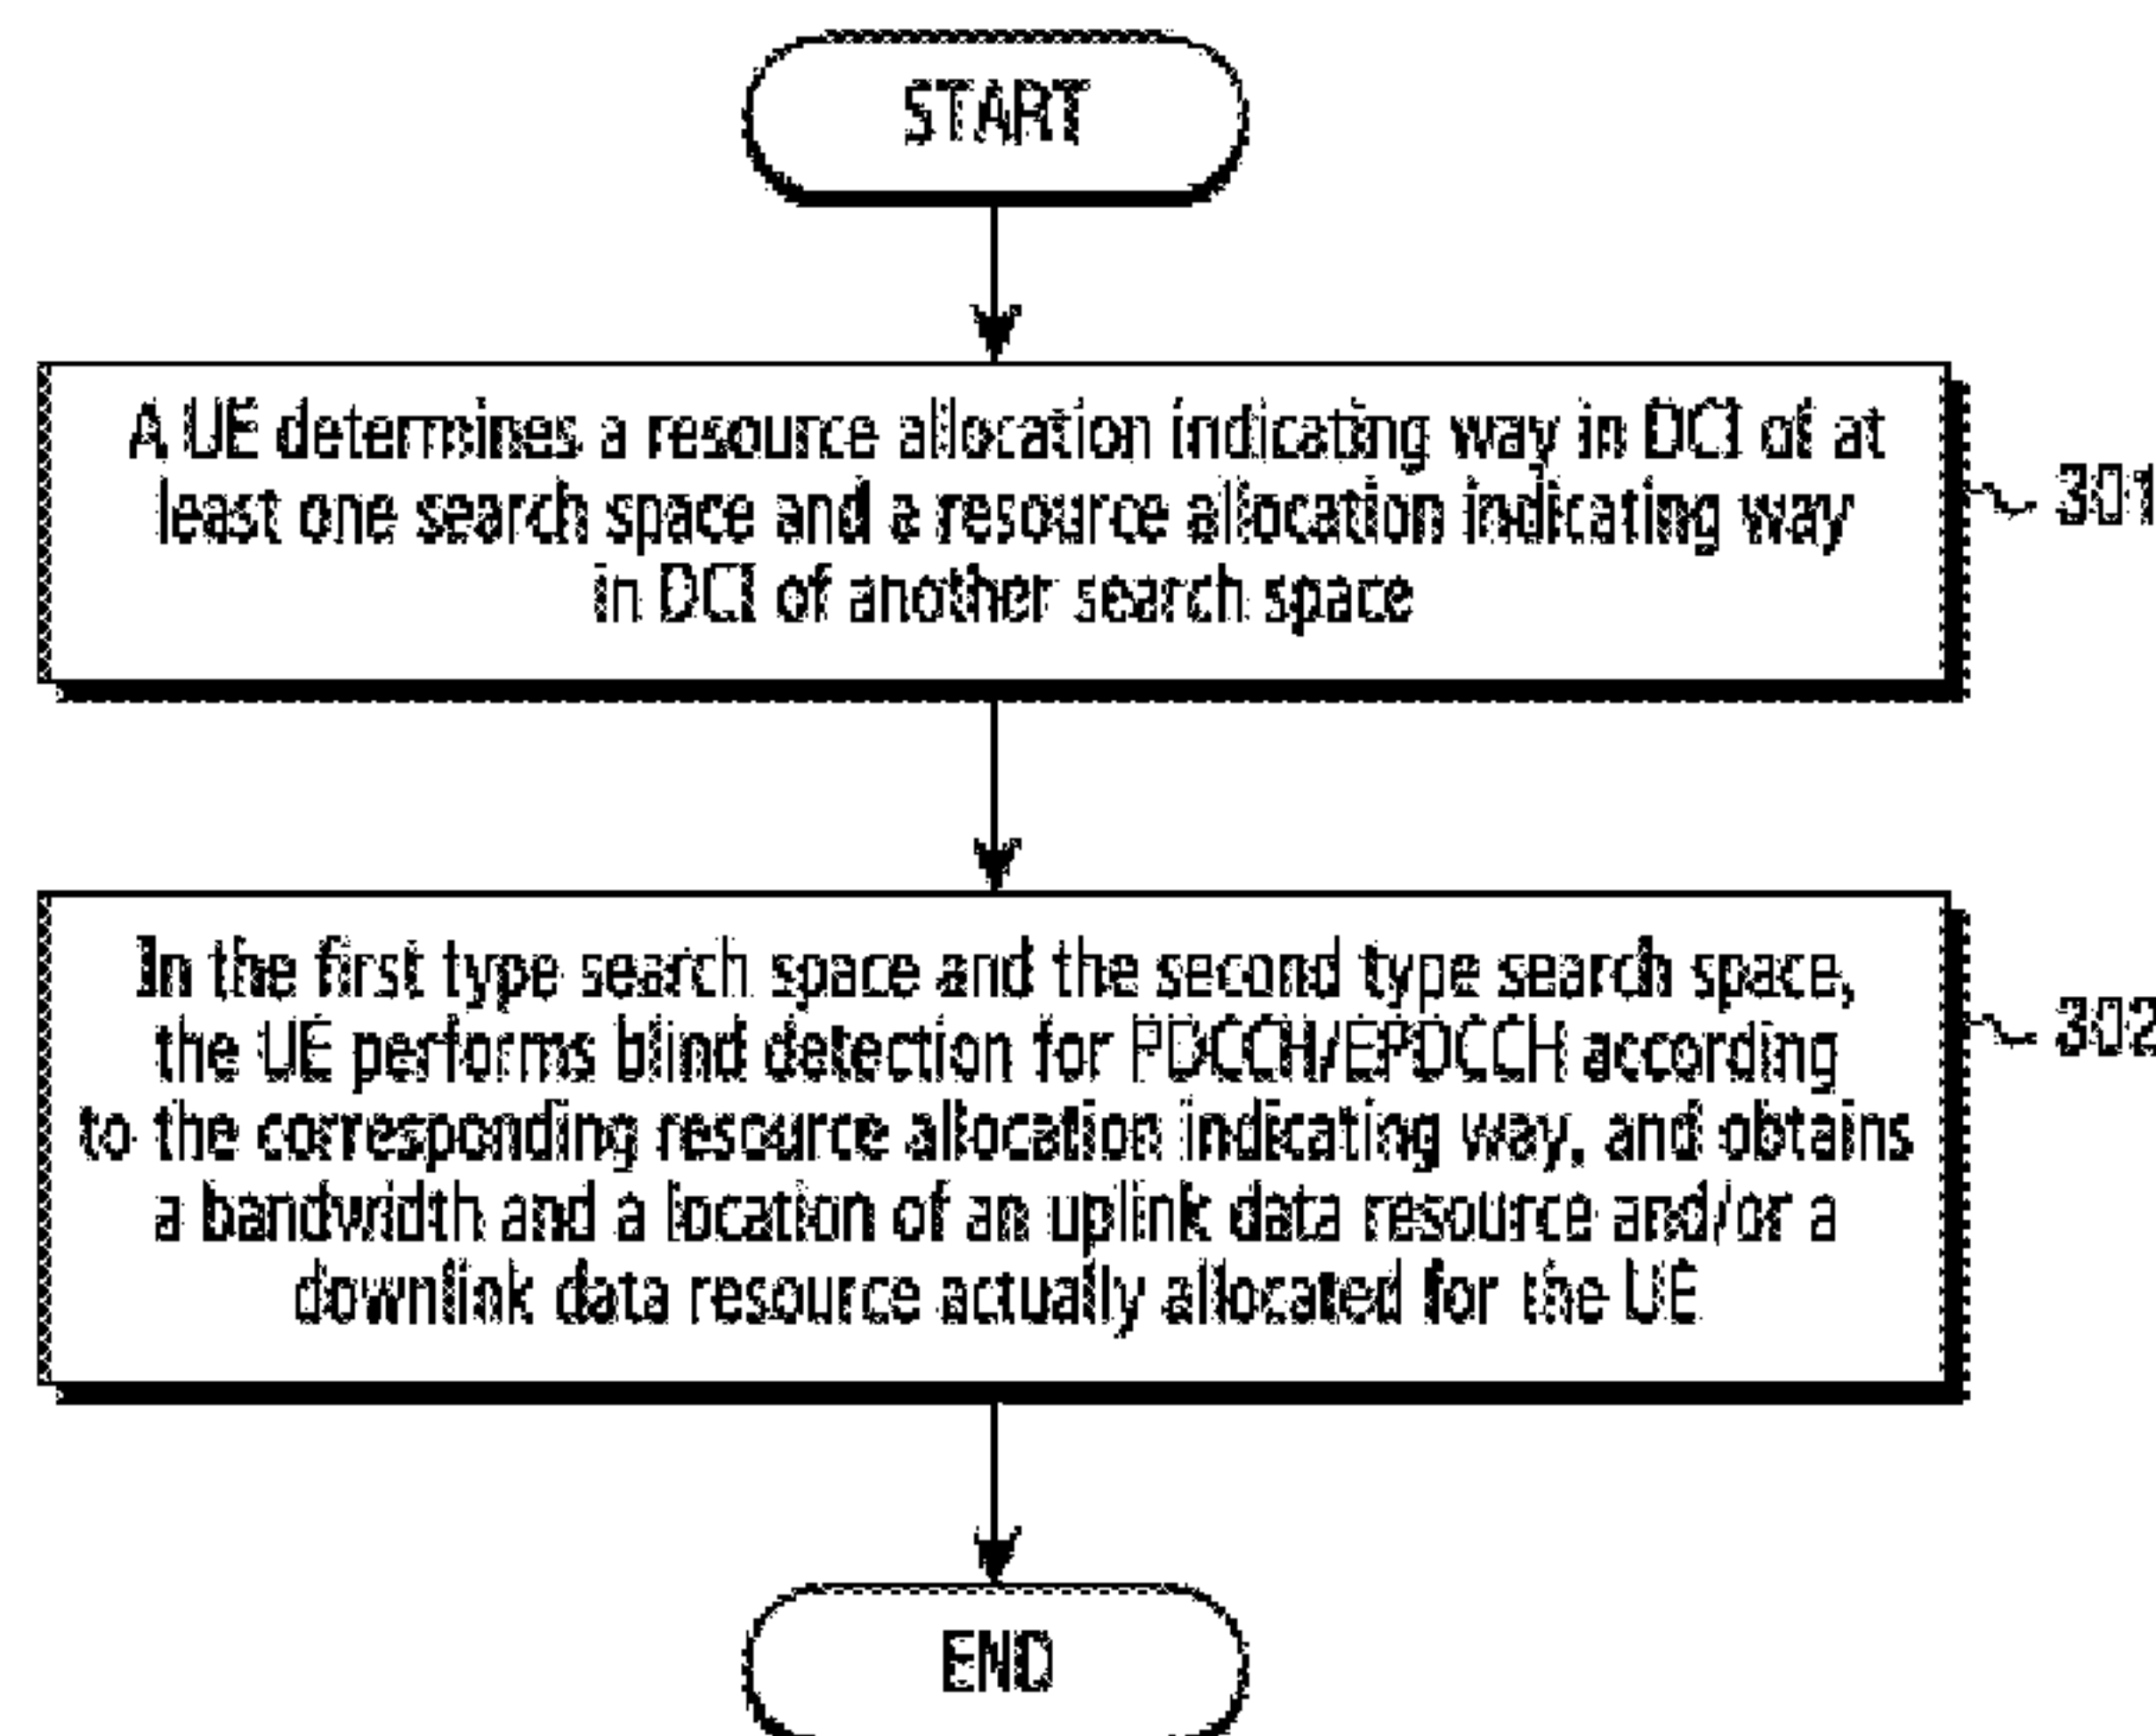 START
A UE determines a resource allocation indicating way in DCI of at
least one search space and a resource allocation indicating way
in DCI of another search space
301
In the first type search space and the second type search space,
the UE performs blind detection for PDCCH/EPDCCH according
to the corresponding resource allocation indicating way, and obtains
a bandwidth and a location of an uplink data resource and/or a
downlink data resource actually allocated for the UE
302
END